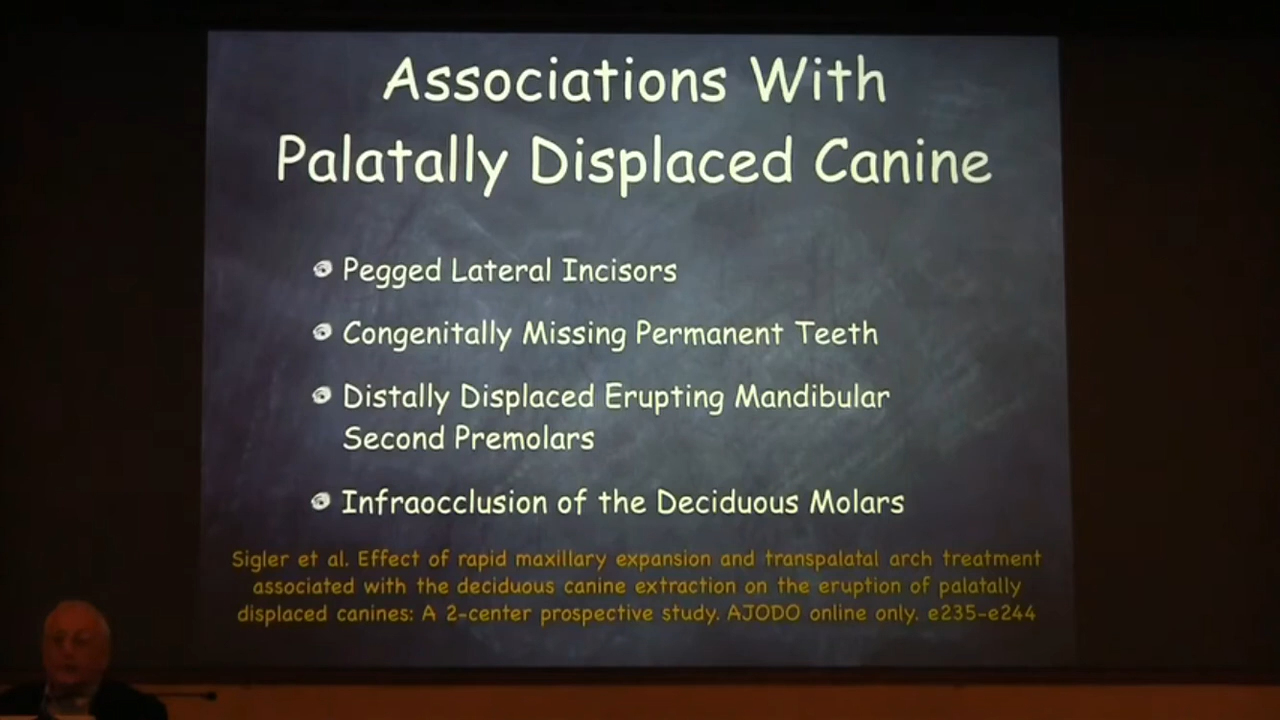 Associations With
Palatally Displaced Canine
Pegged Lateral Incisors
Congenitally Missing Permanent Teeth
Distally Displaced Erupting Mandibular
Second Premolars
Infraocclusion of the Deciduous Molars
Sigler et al. Effect of rapid maxillary expansion and transpalatal arch treatment
associated with the deciduous canine extraction on the eruption of palatally
displaced canines: A 2-center prospective study. AJODO online only. e235-e244